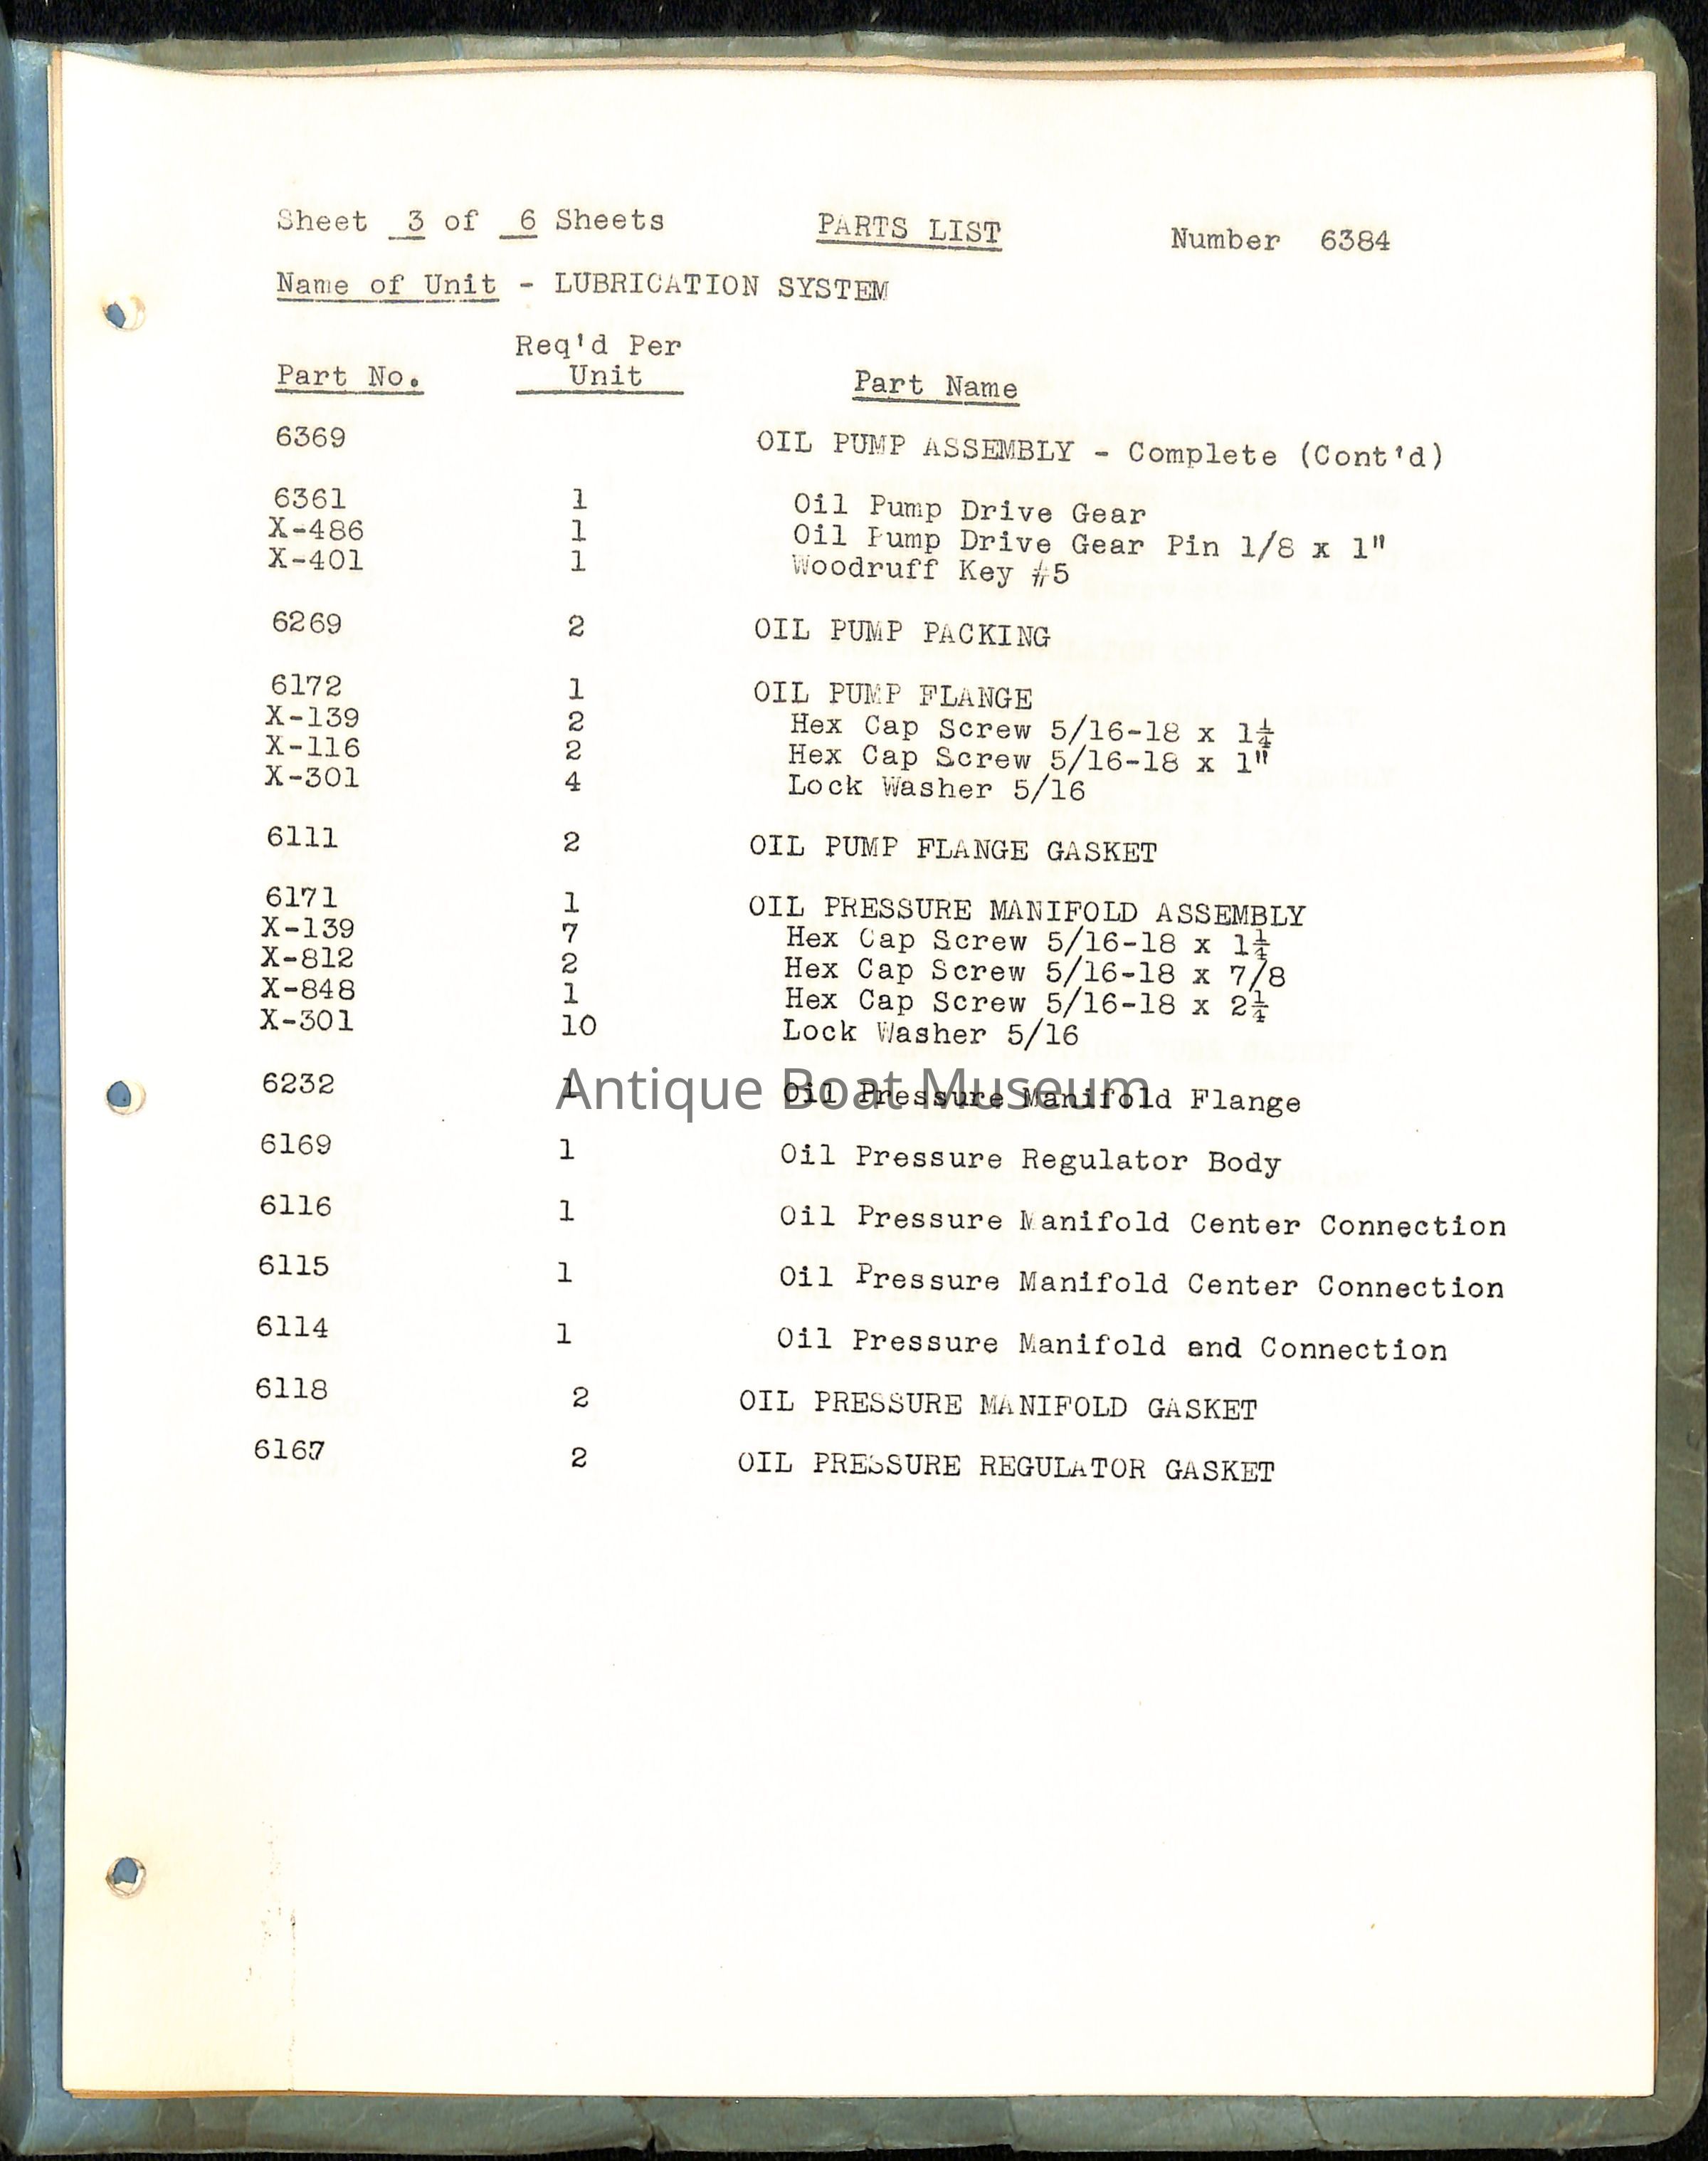 Sheet 3 of 6 Sheets PARTS LIST Number 6384
Name of Unit - LUBRICATION SYSTEM
Req'd Per
Part No. Unit Part Name
6369 OIL PUMP ASSEMBLY - Complete (Cont'd)
6361 1 Oil Pump Drive Gear
X-486 1 Oil Pump Drive Gear Pin 1/8 x 1"
X-401 1 Woodruff Key #5
6269 2 OIL PUMP PACKING
6172 1 OIL PUMP FLANGE
X-139 2 Hex Cap Screw 5/16-18 x 1¼
X-116 2 Hex Cap Screw 5/16-18 x 1"
X-301 4 Lock Washer 5/16
6111 2 OIL PUMP FLANGE GASKET
6171 1 OIL PRESSURE MANIFOLD ASSEMBLY
X-139 7 Hex Cap Screw 5/16-18 x 1¼
X-812 2 Hex Cap Screw 5/16-18 x 7/8
X-848 1 Hex Cap Screw 5/16-18 x 2¼
X-301 10 Lock Washer 5/16
6232 1 Oil Pressure Manifold Flange
Antique Boat Museum
6169 1 Oil Pressure Regulator Body
6116 1 Oil Pressure Manifold Center Connection
6115 1 Oil Pressure Manifold Center Connection
6114 1 Oil Pressure Manifold end Connection
6118 2 OIL PRESSURE MANIFOLD GASKET
6167 2 OIL PRESSURE REGULATOR GASKET